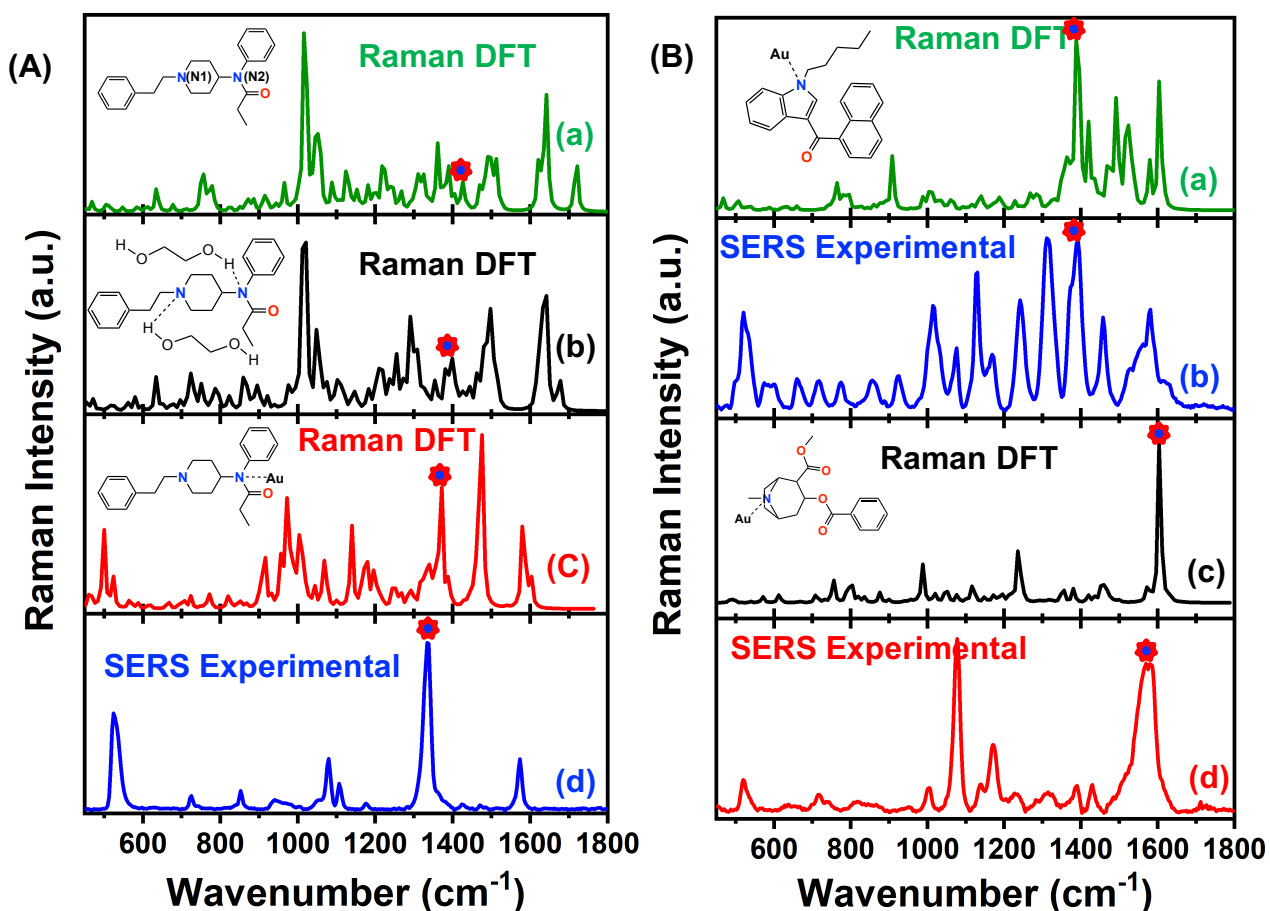 (A)
Raman DFT
N(N1)
N(N2)
O
(a)
Raman DFT
H
O
O
H
N
N
O
H
O
O
H
(b)
Raman DFT
N
N
Au
O
(C)
SERS Experimental
(d)
600 800 1000 1200 1400 1600 1800
Wavenumber (cm-1)
Raman Intensity (a.u.)
(B)
Raman DFT
Au
N
O
(a)
SERS Experimental
(b)
Raman DFT
O
O
N
O
Au
O
(c)
SERS Experimental
(d)
600 800 1000 1200 1400 1600 1800
Wavenumber (cm-1)
Raman Intensity (a.u.)